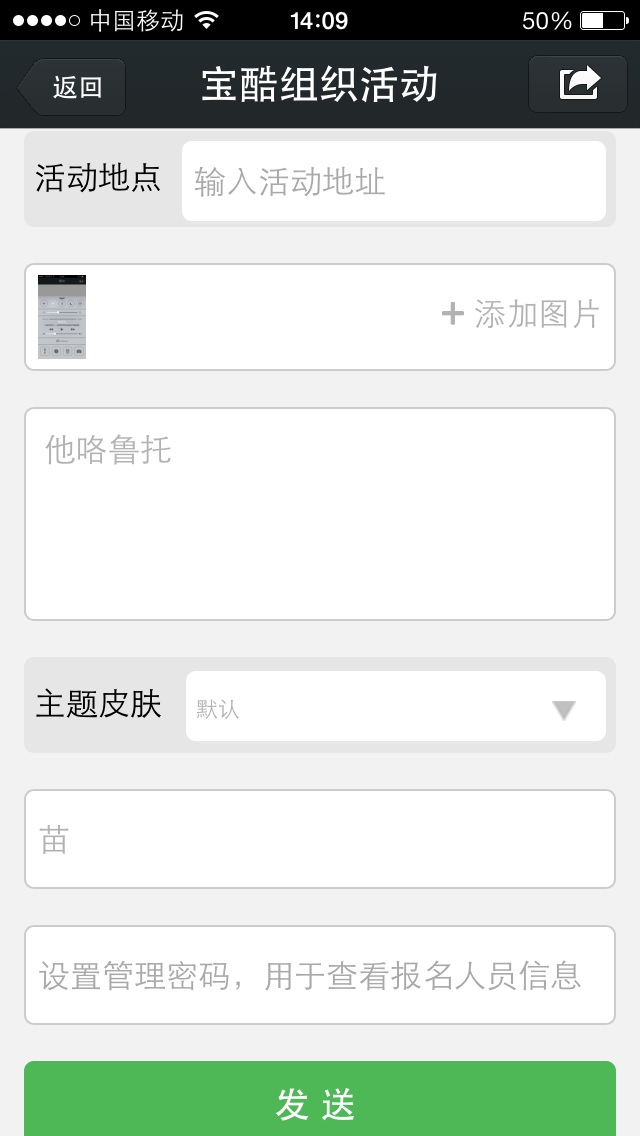 中国移动 14:09 50%
返回 宝酷组织活动
活动地点 输入活动地址
+ 添加图片
他咯鲁托
主题皮肤 默认
苗
设置管理密码，用于查看报名人员信息
发 送